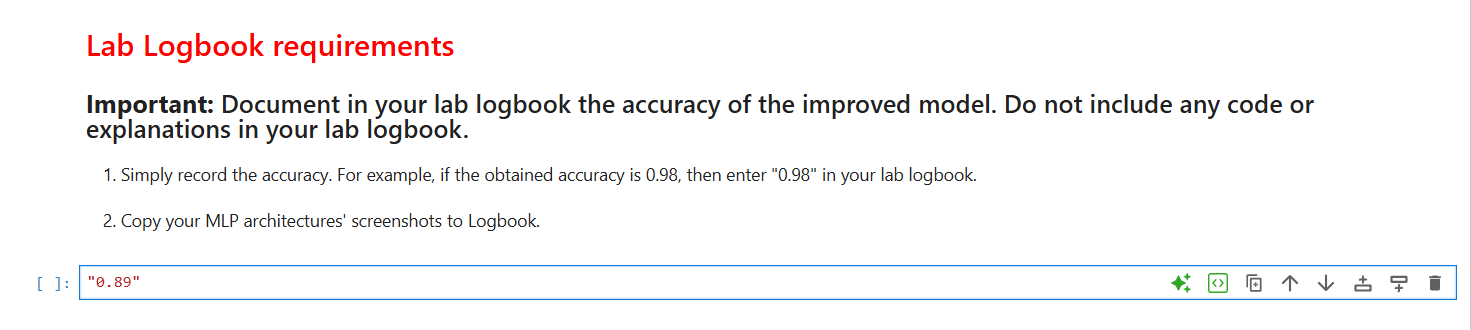 Lab Logbook requirements
Important: Document in your lab logbook the accuracy of the improved model. Do not include any code or
explanations in your lab logbook.
1. Simply record the accuracy. For example, if the obtained accuracy is 0.98, then enter "0.98" in your lab logbook.
2. Copy your MLP architectures' screenshots to Logbook.
[ ]: "0.89"